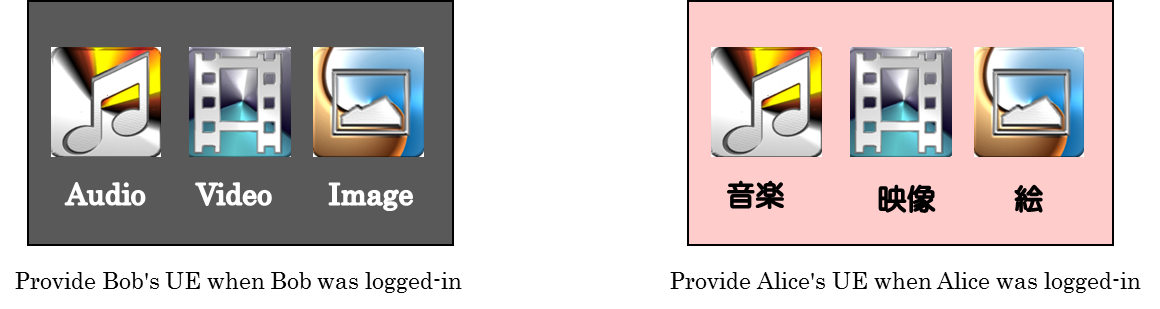 Audio Video Image
Provide Bob's UE when Bob was logged-in
音楽 映像 絵
Provide Alice's UE when Alice was logged-in